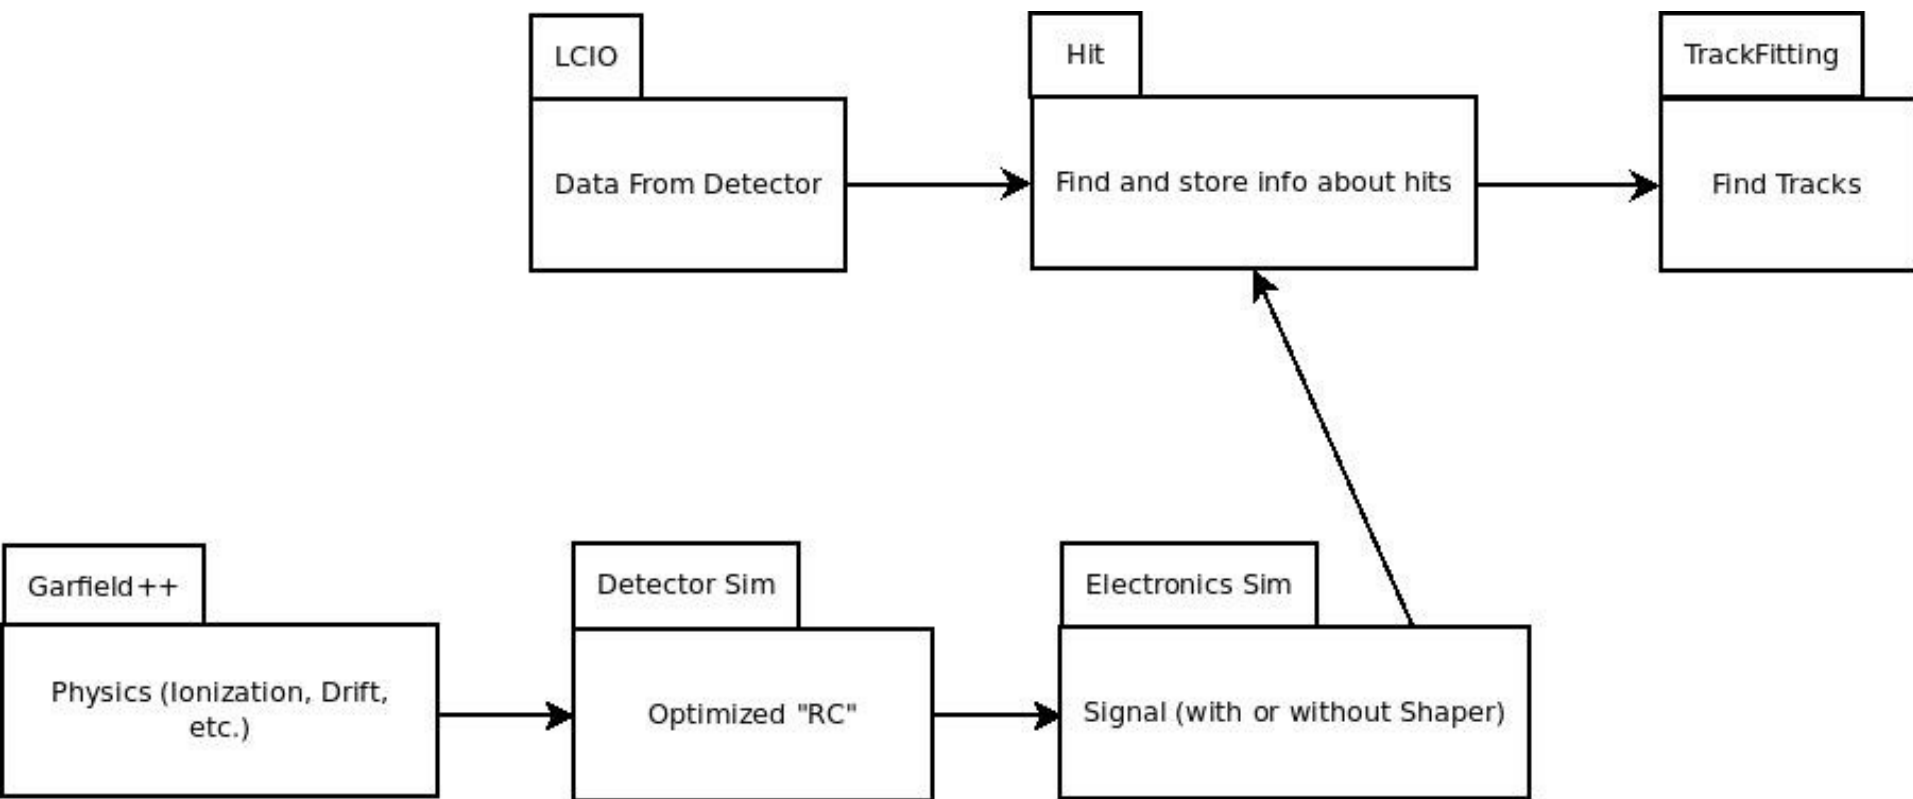 LCIO
Data From Detector
Hit
Find and store info about hits
TrackFitting
Find Tracks
Garfield++
Physics (Ionization, Drift,
etc.)
Detector Sim
Optimized "RC"
Electronics Sim
Signal (with or without Shaper)